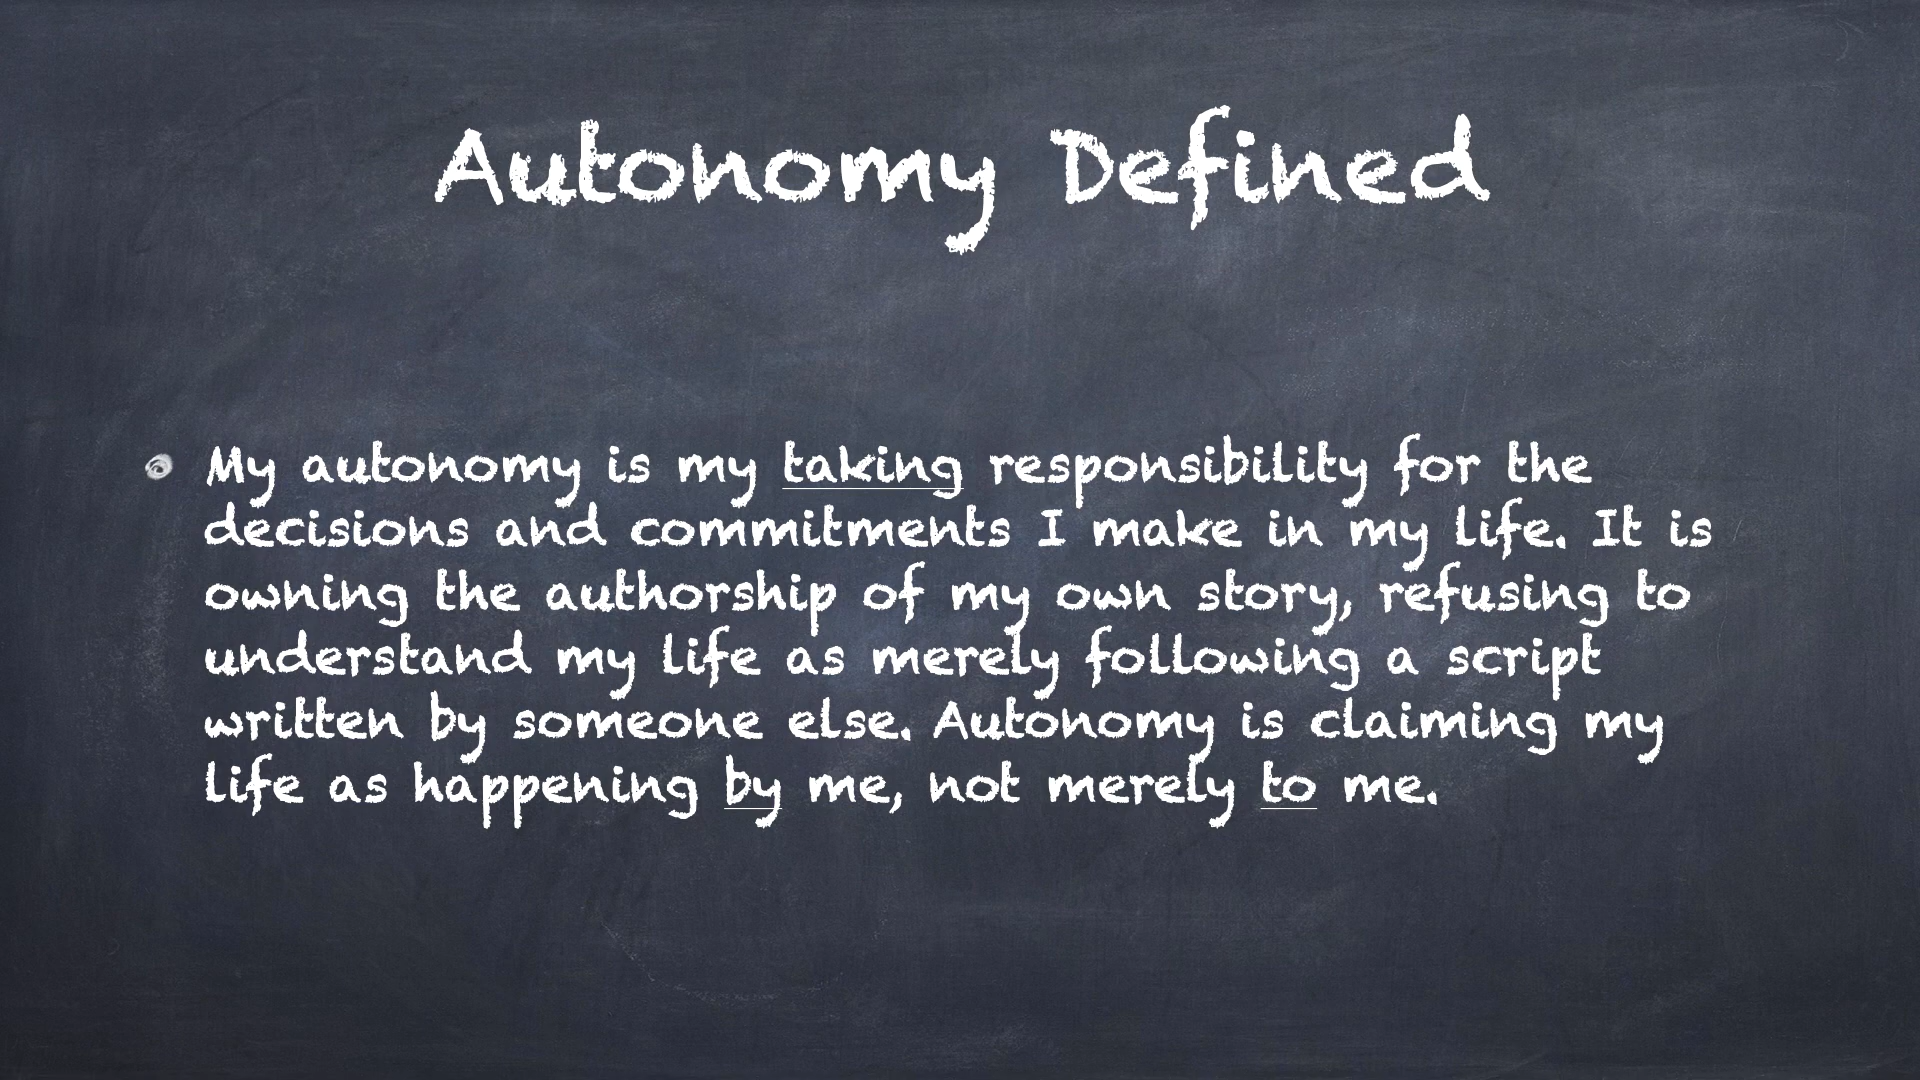 Autonomy Defined
My autonomy is my taking responsibility for the
decisions and commitments I make in my life. It is
owning the authorship of my own story, refusing to
understand my life as merely following a script
written by someone else. Autonomy is claiming my
life as happening by me, not merely to me.